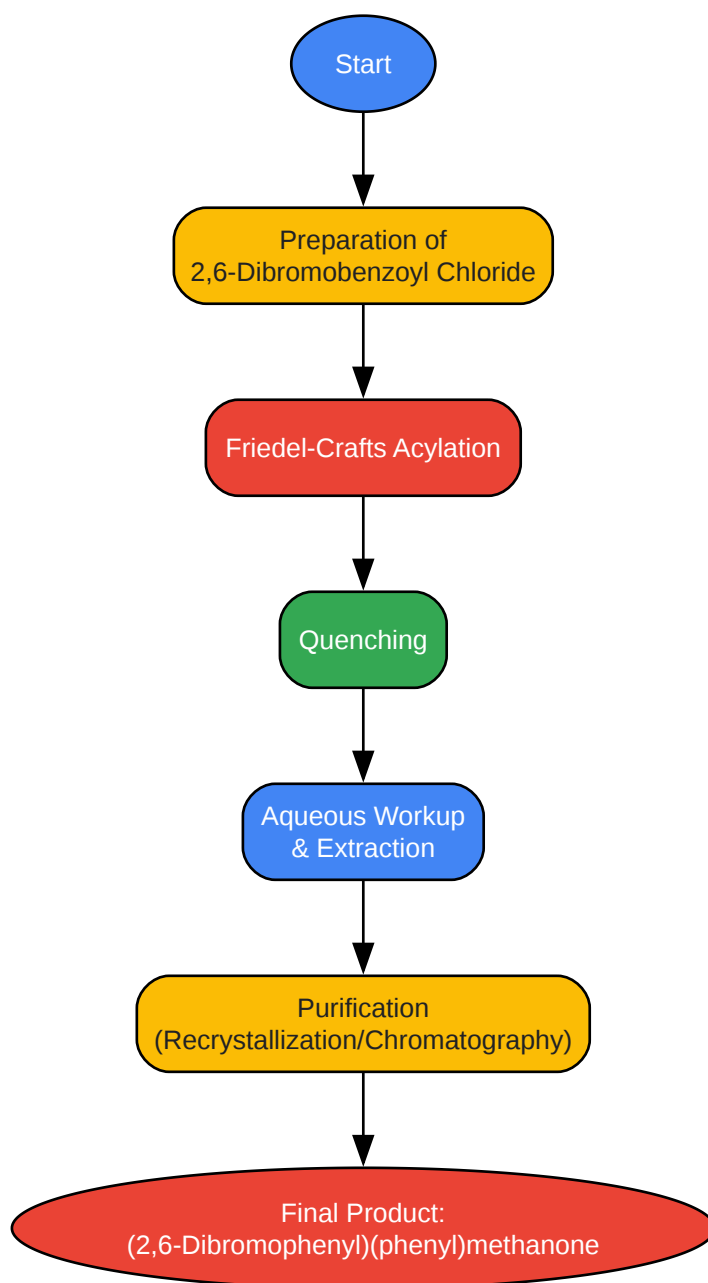 Start
Preparation of
2,6-Dibromobenzoyl Chloride
Friedel-Crafts Acylation
Quenching
Aqueous Workup
& Extraction
Purification
(Recrystallization/Chromatography)
Final Product:
(2,6-Dibromophenyl)(phenyl)methanone